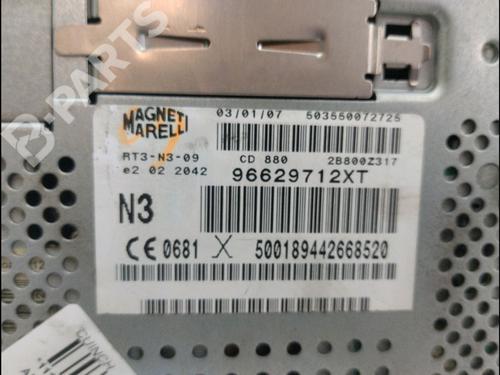 B-PARTS
MAGNETI
MARELLI
03/01/07 503550072725
RT3-N3-09 CD 880 2B800Z317
e2 02 2042 96629712XT
N3
CE 0681 X 500189442668520